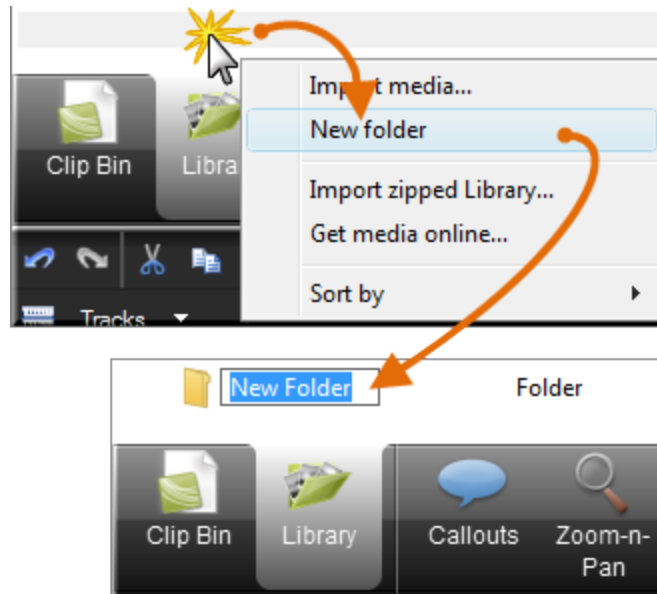 Import media...
New folder
Clip Bin
Libra
Import zipped Library...
Get media online...
Sort by
Tracks
New Folder
Folder
Clip Bin
Library
Callouts
Zoom-n-
Pan